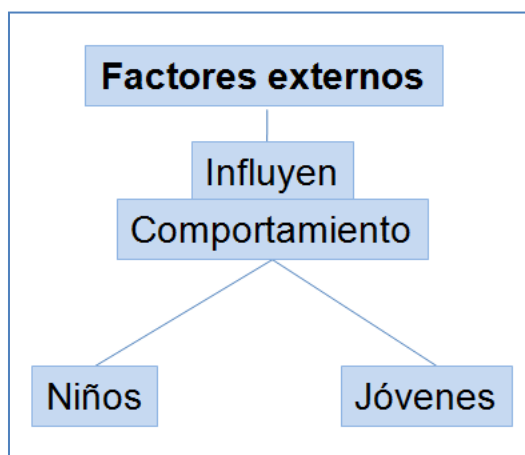 Factores externos
Influyen
Comportamiento
Niños
Jóvenes